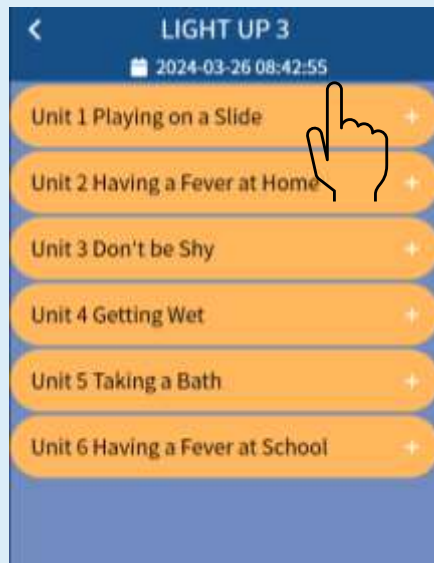 LIGHT UP 3
2024-03-26 08:42:55
Unit 1 Playing on a Slide
Unit 2 Having a Fever at Home
Unit 3 Don't be Shy
Unit 4 Getting Wet
Unit 5 Taking a Bath
Unit 6 Having a Fever at School